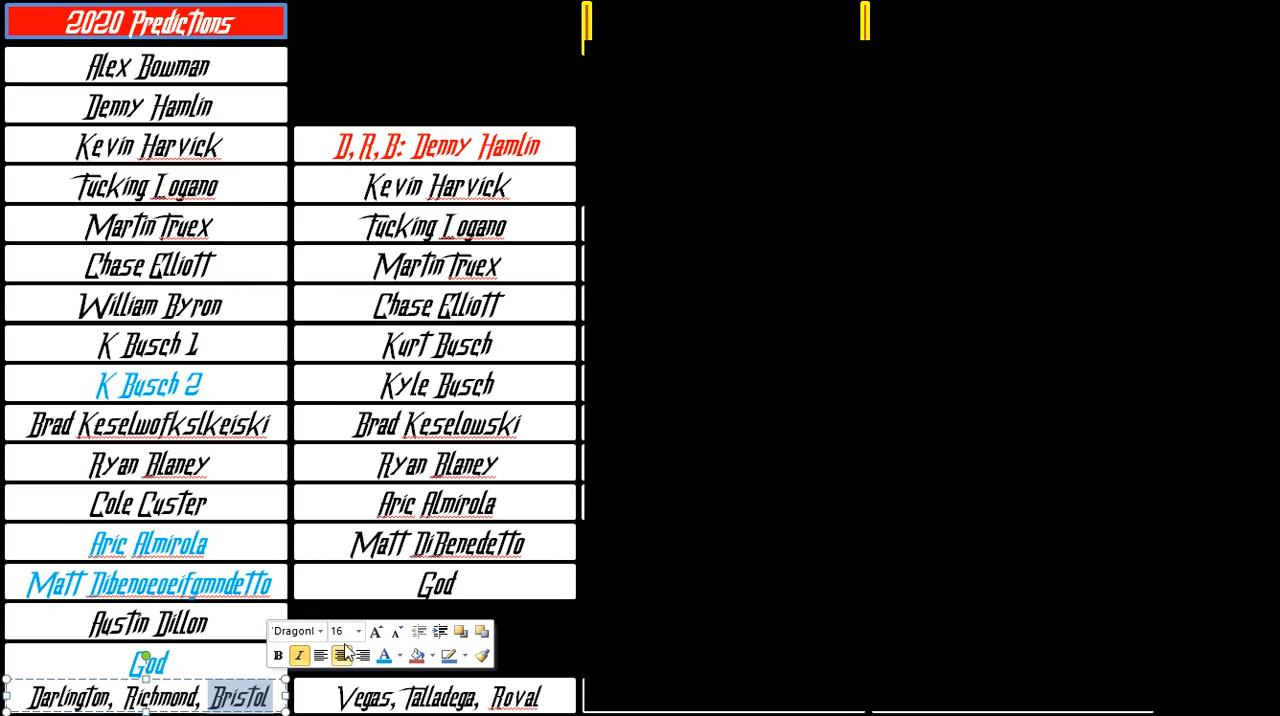 2020 Predictions
Alex Bowman
Denny Hamlin
Kevin Harvick
Fucking Logano
Martin Truex
Chase Elliott
William Byron
K Busch 1
K Busch 2
Brad Keselwofkslkeiski
Ryan Blaney
Cole Custer
Aric Almirola
Matt Dibenoeoeifgmndetto
Austin Dillon
God
Darlington, Richmond, Bristol
D, R, B: Denny Hamlin
Kevin Harvick
Fucking Logano
Martin Truex
Chase Elliott
Kurt Busch
Kyle Busch
Brad Keselowski
Ryan Blaney
Aric Almirola
Matt DiBenedetto
God
Vegas, Talladega, Roval
'Dragonl 16
B I